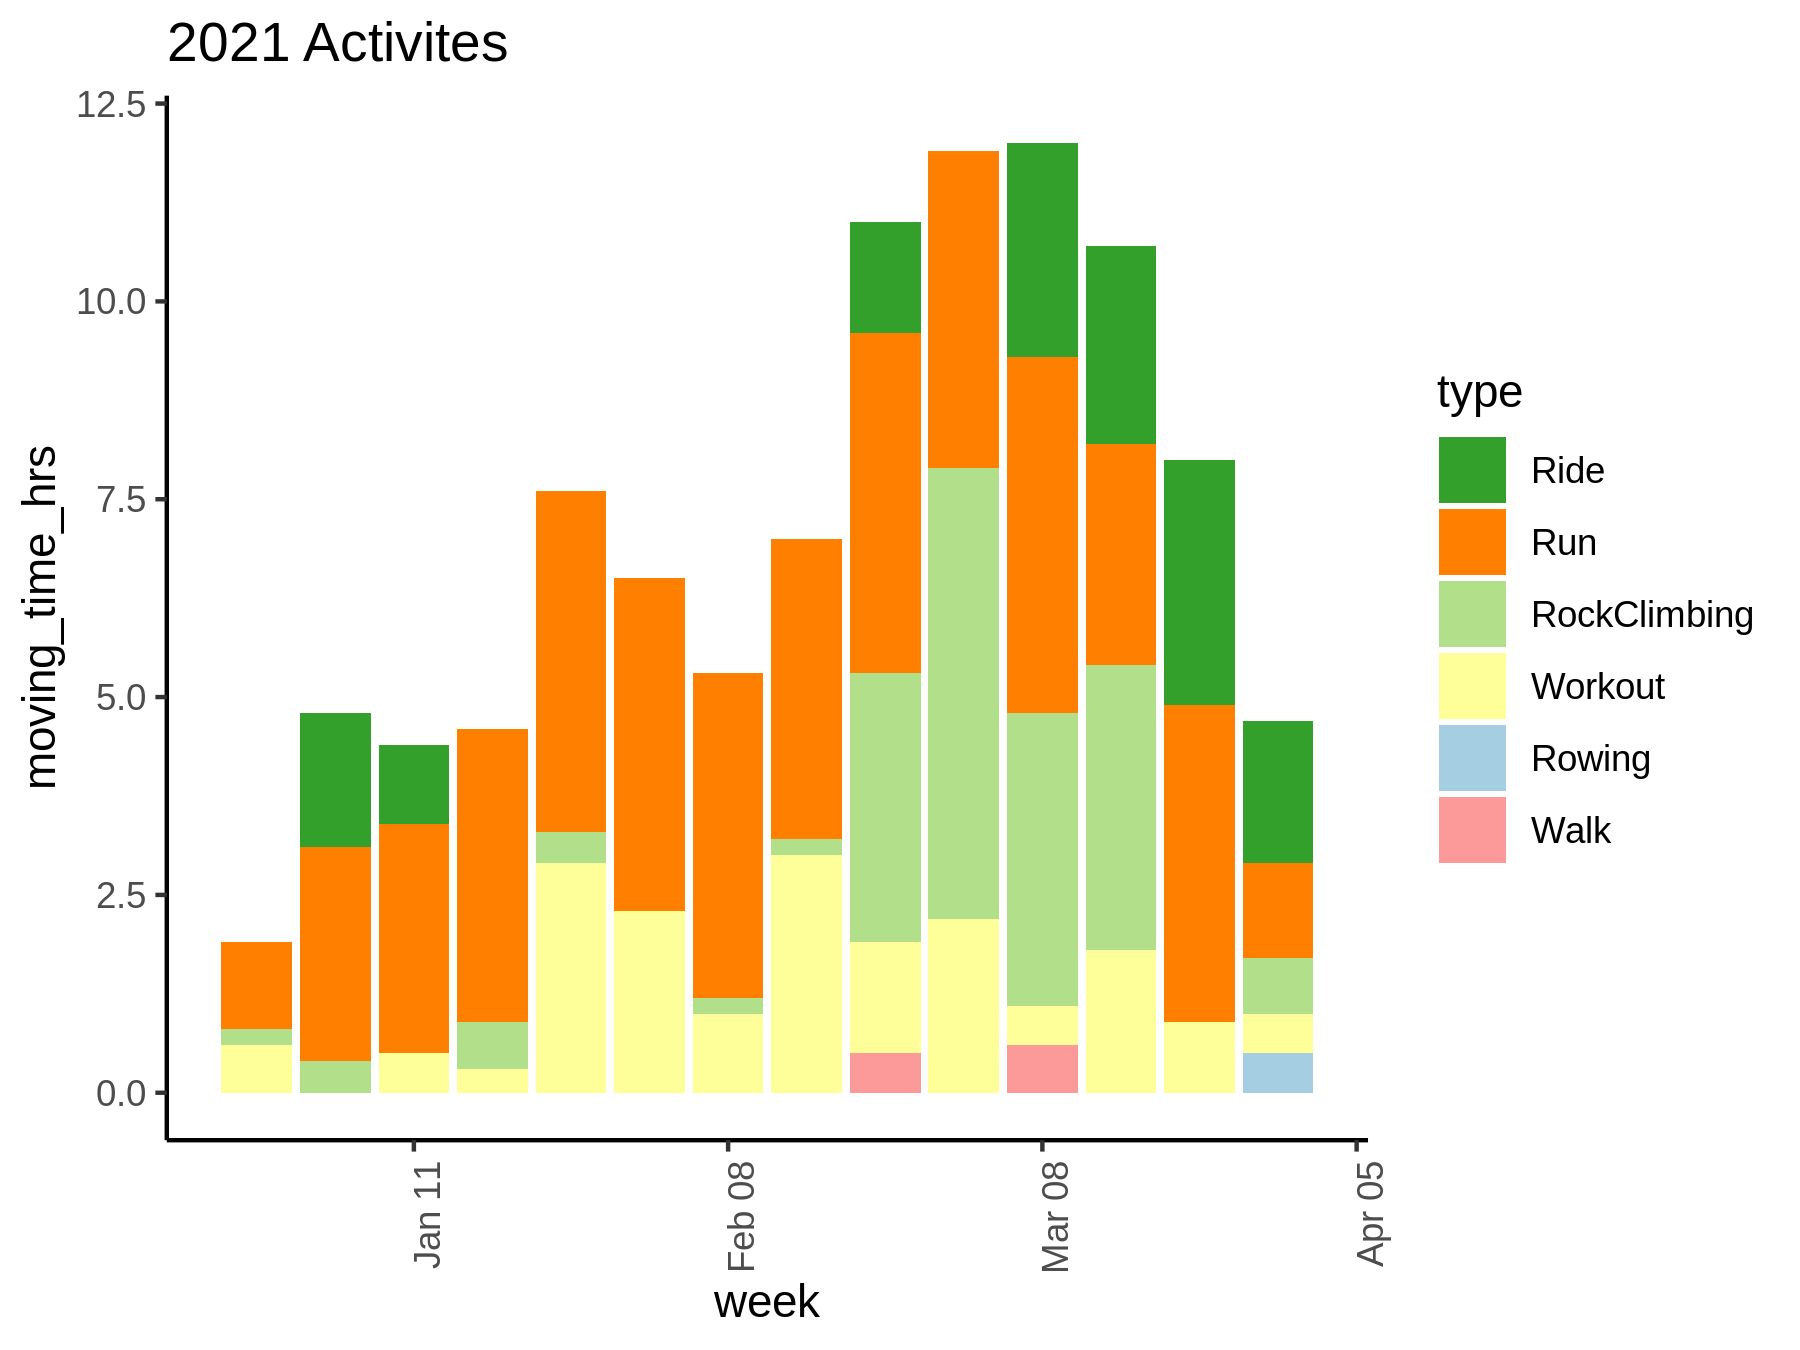 2021 Activites
12.5
10.0
7.5
5.0
2.5
0.0
moving_time_hrs
Jan 11
Feb 08
Mar 08
Apr 05
week
type
Ride
Run
RockClimbing
Workout
Rowing
Walk